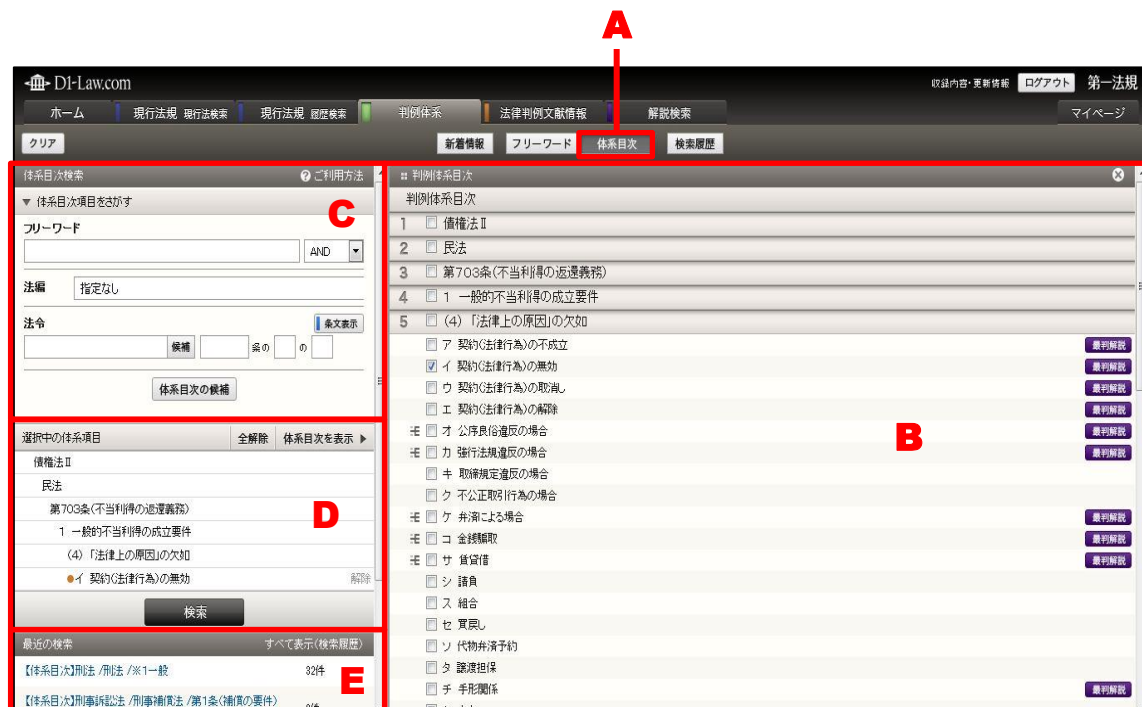 A
D1-Law.com
収録内容・更新情報 ログアウト 第一法規
ホーム 現行法規 現行法検索 現行法規 履歴検索 判例体系 法律判例文献情報 解説検索 マイページ
クリア 新着情報 フリーワード 体系目次 検索履歴
体系目次検索 ? ご利用方法
▼ 体系目次項目をさがす
C
フリーワード
AND
法編 指定なし
法令 条文表示
候補 条の の
体系目次の候補
選択中の体系項目 全解除 体系目次を表示 ▶
債権法Ⅱ
民法
第703条(不当利得の返還義務)
D
1 一般的不当利得の成立要件
(4)「法律上の原因」の欠如
●イ 契約(法律行為)の無効 解除
検索
最近の検索 すべて表示(検索履歴)
【体系目次】刑法 /刑法 /※1一般 32件
E
【体系目次】刑事訴訟法 /刑事補償法 /第1条(補償の要件)
判例体系目次
判例体系目次
1 債権法Ⅱ
2 民法
3 第703条(不当利得の返還義務)
4 1 一般的不当利得の成立要件
5 (4)「法律上の原因」の欠如
ア 契約(法律行為)の不成立 最判解説
イ 契約(法律行為)の無効 最判解説
ウ 契約(法律行為)の取消し 最判解説
エ 契約(法律行為)の解除 最判解説
オ 公序良俗違反の場合 最判解説
B
カ 強行法規違反の場合 最判解説
キ 取締規定違反の場合
ク 不公正取引行為の場合
ケ 弁済による場合 最判解説
コ 金銭騙取 最判解説
サ 賃貸借 最判解説
シ 請負
ス 組合
セ 買戻し
ソ 代物弁済予約
タ 譲渡担保
チ 手形関係 最判解説